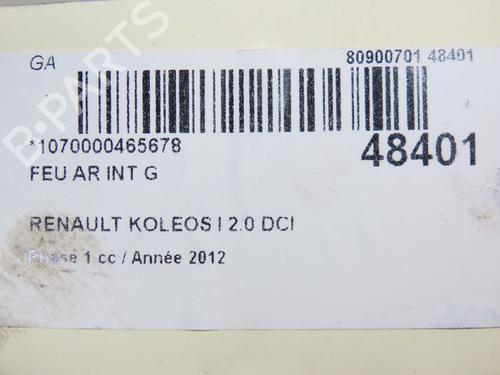 GA
80900701 48401
*1070000465678
48401
FEU AR INT G
RENAULT KOLEOS I 2.0 DCI
Phase 1 cc / Année 2012
B-PARTS